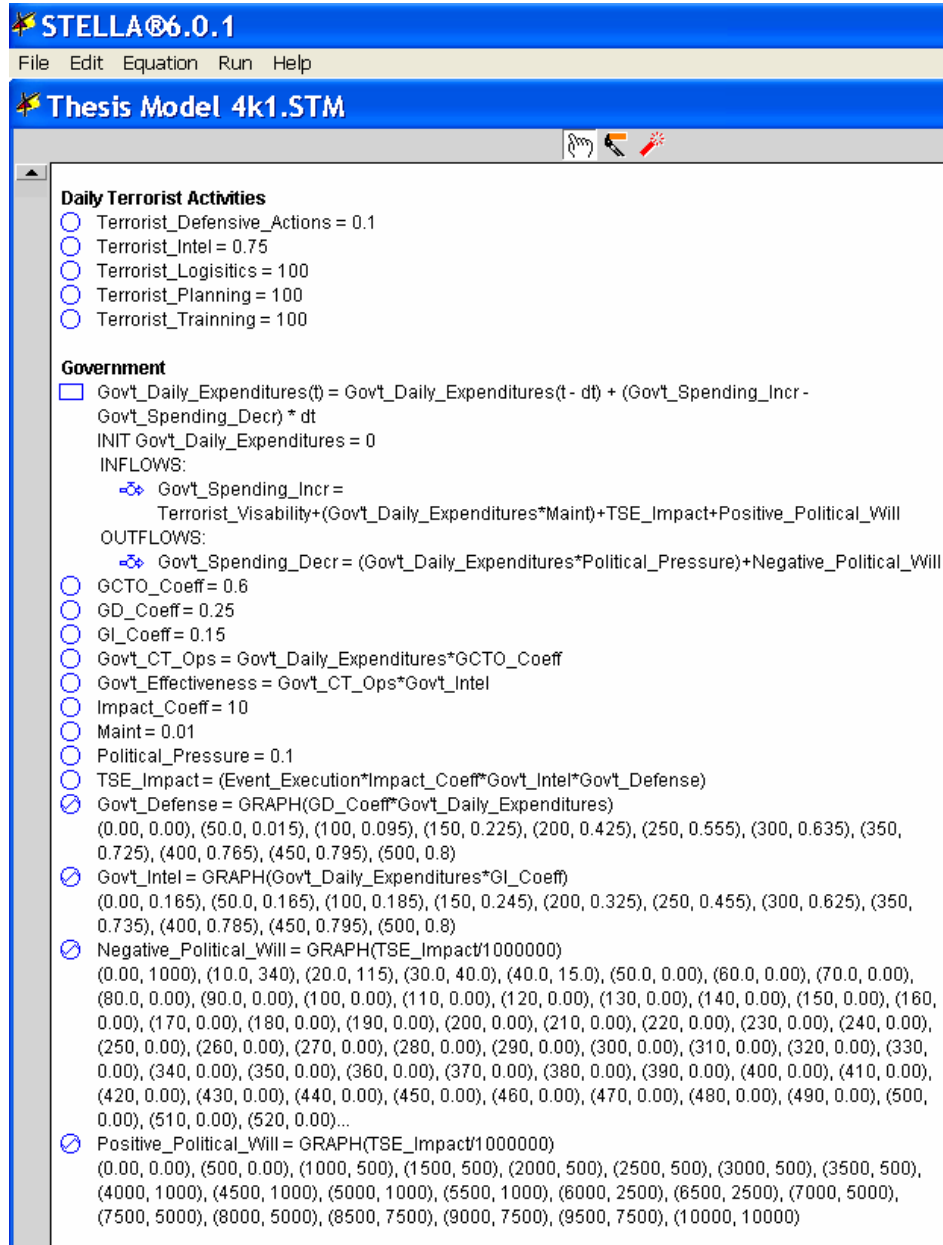 STELLA®6.0.1
File Edit Equation Run Help
Thesis Model 4k1.STM
Daily Terrorist Activities
Terrorist_Defensive_Actions = 0.1
Terrorist_Intel = 0.75
Terrorist_Logisitics = 100
Terrorist_Planning = 100
Terrorist_Trainning = 100
Government
Gov't_Daily_Expenditures(t) = Gov't_Daily_Expenditures(t - dt) + (Gov't_Spending_Incr -
Gov't_Spending_Decr) * dt
INIT Gov't_Daily_Expenditures = 0
INFLOWS:
Gov't_Spending_Incr =
Terrorist_Visability+(Gov't_Daily_Expenditures*Maint)+TSE_Impact+Positive_Political_Will
OUTFLOWS:
Gov't_Spending_Decr = (Gov't_Daily_Expenditures*Political_Pressure)+Negative_Political_Will
GCTO_Coeff = 0.6
GD_Coeff = 0.25
GI_Coeff = 0.15
Gov't_CT_Ops = Gov't_Daily_Expenditures*GCTO_Coeff
Gov't_Effectiveness = Gov't_CT_Ops*Gov't_Intel
Impact_Coeff = 10
Maint = 0.01
Political_Pressure = 0.1
TSE_Impact = (Event_Execution*Impact_Coeff*Gov't_Intel*Gov't_Defense)
Gov't_Defense = GRAPH(GD_Coeff*Gov't_Daily_Expenditures)
(0.00, 0.00), (50.0, 0.015), (100, 0.095), (150, 0.225), (200, 0.425), (250, 0.555), (300, 0.635), (350,
0.725), (400, 0.765), (450, 0.795), (500, 0.8)
Gov't_Intel = GRAPH(Gov't_Daily_Expenditures*GI_Coeff)
(0.00, 0.165), (50.0, 0.165), (100, 0.185), (150, 0.245), (200, 0.325), (250, 0.455), (300, 0.625), (350,
0.735), (400, 0.785), (450, 0.795), (500, 0.8)
Negative_Political_Will = GRAPH(TSE_Impact/1000000)
(0.00, 1000), (10.0, 340), (20.0, 115), (30.0, 40.0), (40.0, 15.0), (50.0, 0.00), (60.0, 0.00), (70.0, 0.00),
(80.0, 0.00), (90.0, 0.00), (100, 0.00), (110, 0.00), (120, 0.00), (130, 0.00), (140, 0.00), (150, 0.00), (160,
0.00), (170, 0.00), (180, 0.00), (190, 0.00), (200, 0.00), (210, 0.00), (220, 0.00), (230, 0.00), (240, 0.00),
(250, 0.00), (260, 0.00), (270, 0.00), (280, 0.00), (290, 0.00), (300, 0.00), (310, 0.00), (320, 0.00), (330,
0.00), (340, 0.00), (350, 0.00), (360, 0.00), (370, 0.00), (380, 0.00), (390, 0.00), (400, 0.00), (410, 0.00),
(420, 0.00), (430, 0.00), (440, 0.00), (450, 0.00), (460, 0.00), (470, 0.00), (480, 0.00), (490, 0.00), (500,
0.00), (510, 0.00), (520, 0.00)...
Positive_Political_Will = GRAPH(TSE_Impact/1000000)
(0.00, 0.00), (500, 0.00), (1000, 500), (1500, 500), (2000, 500), (2500, 500), (3000, 500), (3500, 500),
(4000, 1000), (4500, 1000), (5000, 1000), (5500, 1000), (6000, 2500), (6500, 2500), (7000, 5000),
(7500, 5000), (8000, 5000), (8500, 7500), (9000, 7500), (9500, 7500), (10000, 10000)